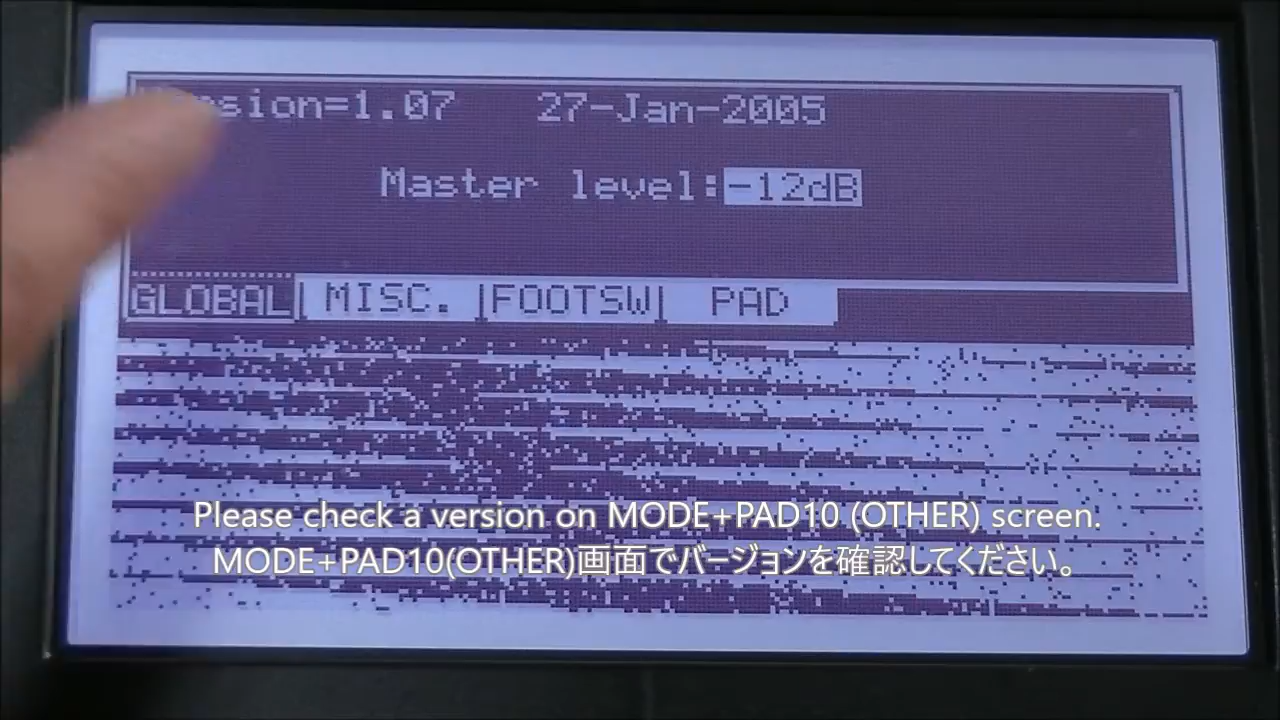 Version=1.07 27-Jan-2005
Master level:-12dB
GLOBAL MISC. FOOTSW PAD
Please check a version on MODE+PAD10 (OTHER) screen.
MODE+PAD10(OTHER)画面でバージョンを確認してください。